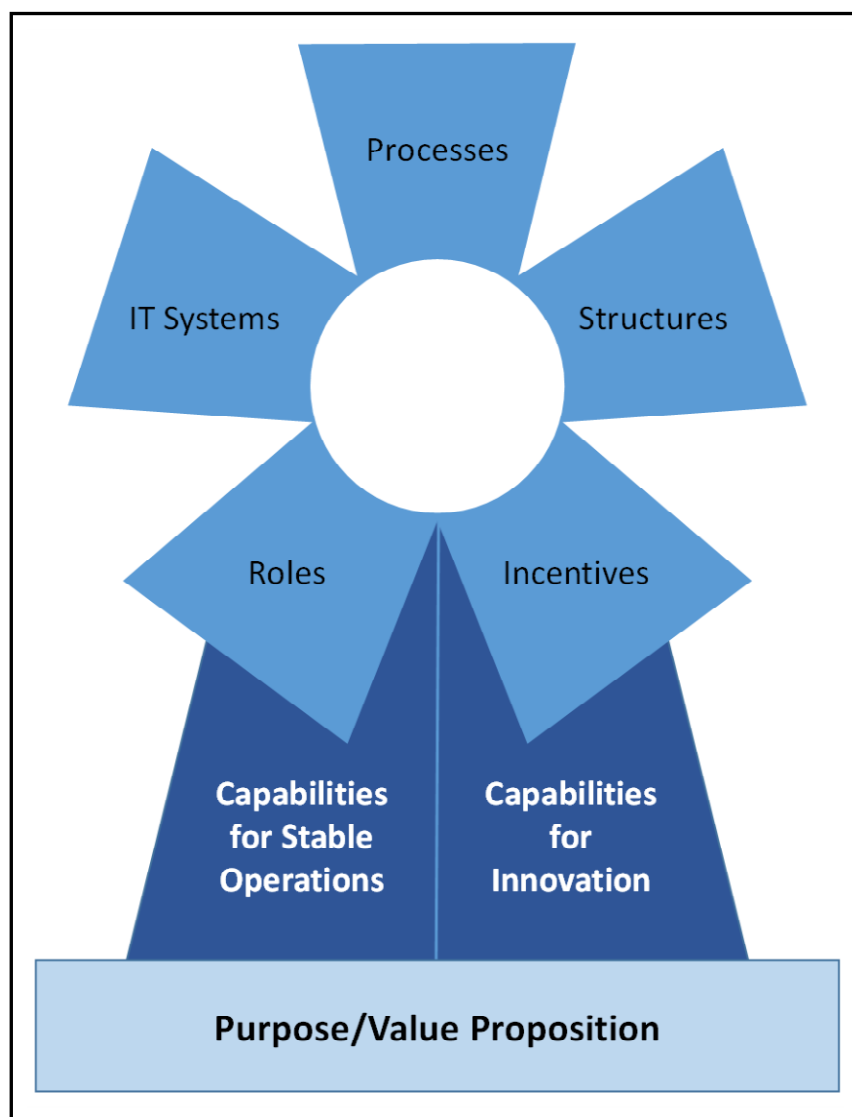 Processes
IT Systems
Structures
Roles
Incentives
Capabilities
for Stable
Operations
Capabilities
for
Innovation
Purpose/Value Proposition